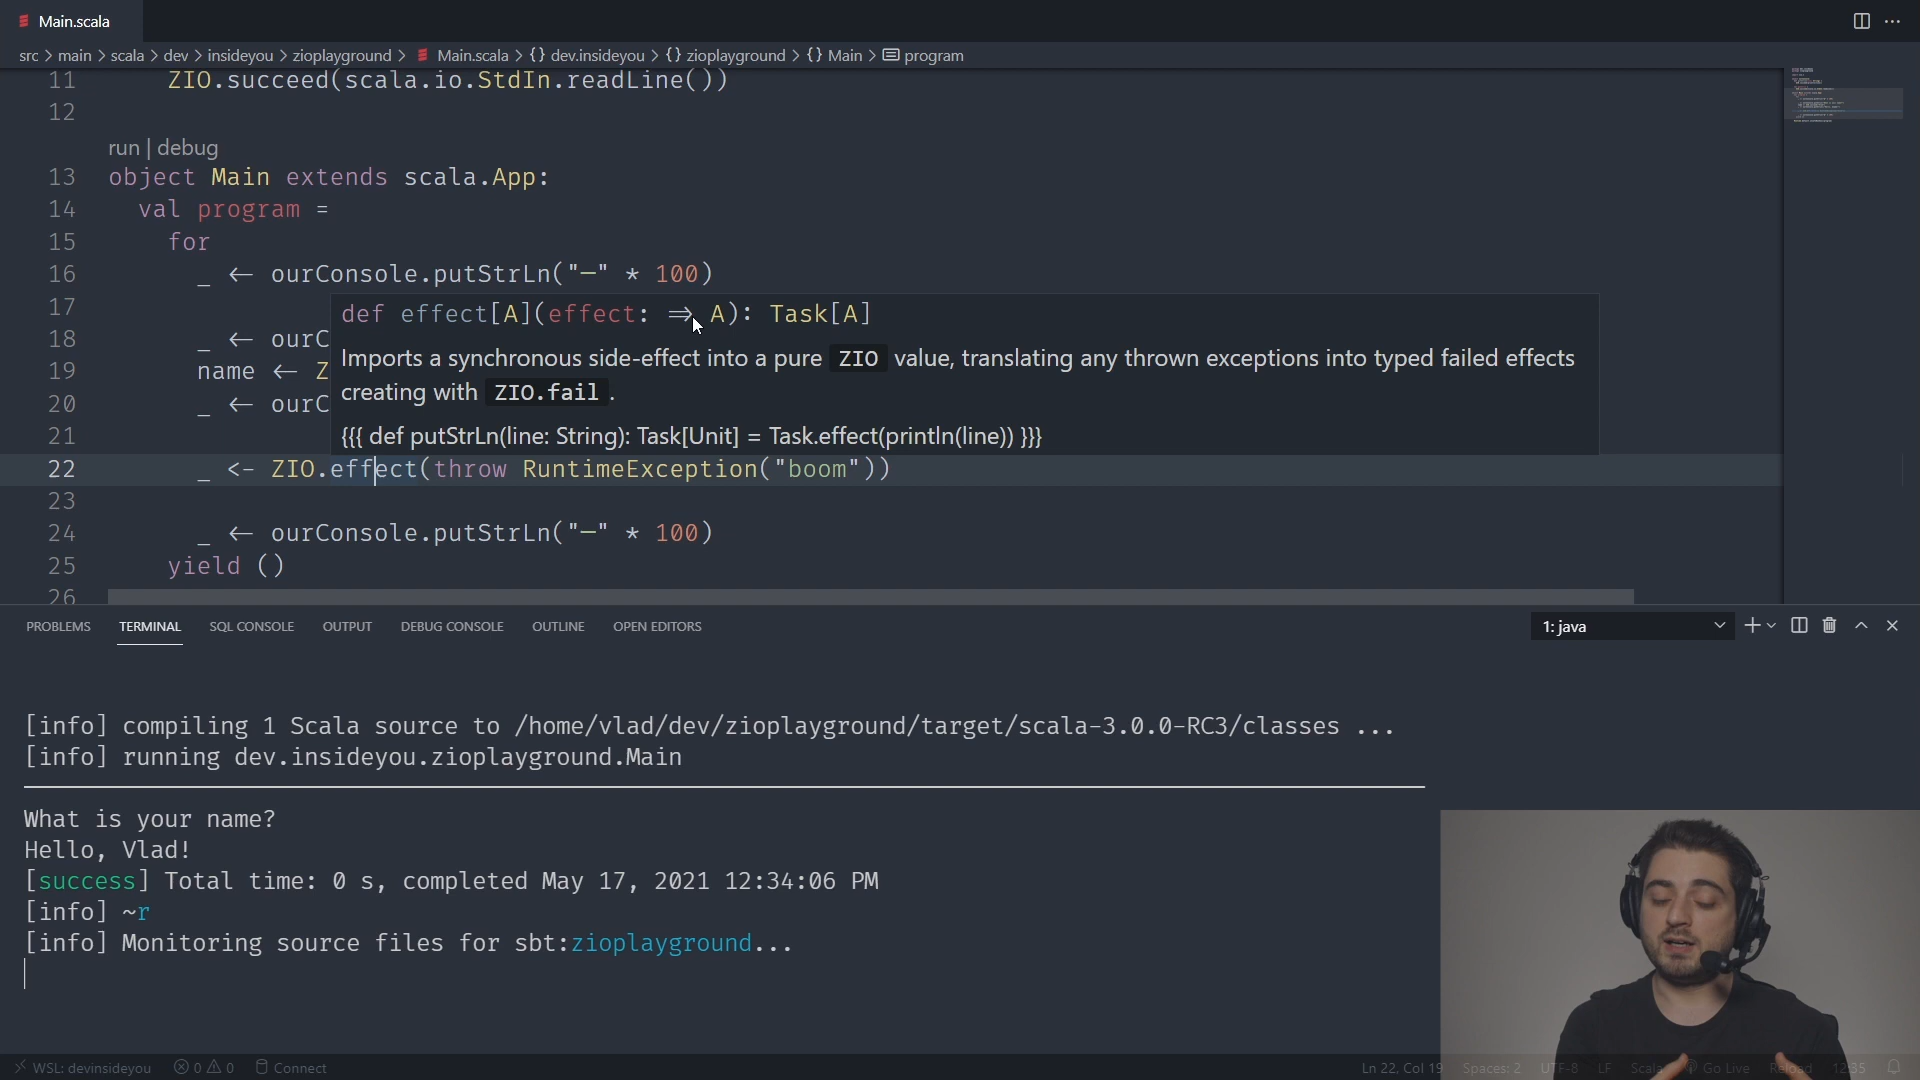 Main.scala
src > main > scala > dev > insideyou > zioplayground > Main.scala > {} dev.insideyou > {} zioplayground > {} Main > program
11 ZIO.succeed(scala.io.StdIn.readLine())
12
run | debug
13 object Main extends scala.App:
14 val program =
15 for
16 _ ← ourConsole.putStrLn("—" * 100)
17
def effect[A](effect: ⇒ A): Task[A]
18 _ ← ourC
Imports a synchronous side-effect into a pure ZIO value, translating any thrown exceptions into typed failed effects
19 name ← Z
creating with ZIO.fail .
20 _ ← ourC
21
{{{ def putStrLn(line: String): Task[Unit] = Task.effect(println(line)) }}}
22 _ <- ZIO.effect(throw RuntimeException("boom"))
23
24 _ ← ourConsole.putStrLn("—" * 100)
25 yield ()
26
PROBLEMS TERMINAL SQL CONSOLE OUTPUT DEBUG CONSOLE OUTLINE OPEN EDITORS 1: java
[info] compiling 1 Scala source to /home/vlad/dev/zioplayground/target/scala-3.0.0-RC3/classes ...
[info] running dev.insideyou.zioplayground.Main
What is your name?
Hello, Vlad!
[success] Total time: 0 s, completed May 17, 2021 12:34:06 PM
[info] ~r
[info] Monitoring source files for sbt:zioplayground...
WSL: devinsideyou 0 0 Connect Ln 22, Col 19 Spaces: 2 UTF-8 LF Scala Go Live Reload 12:35